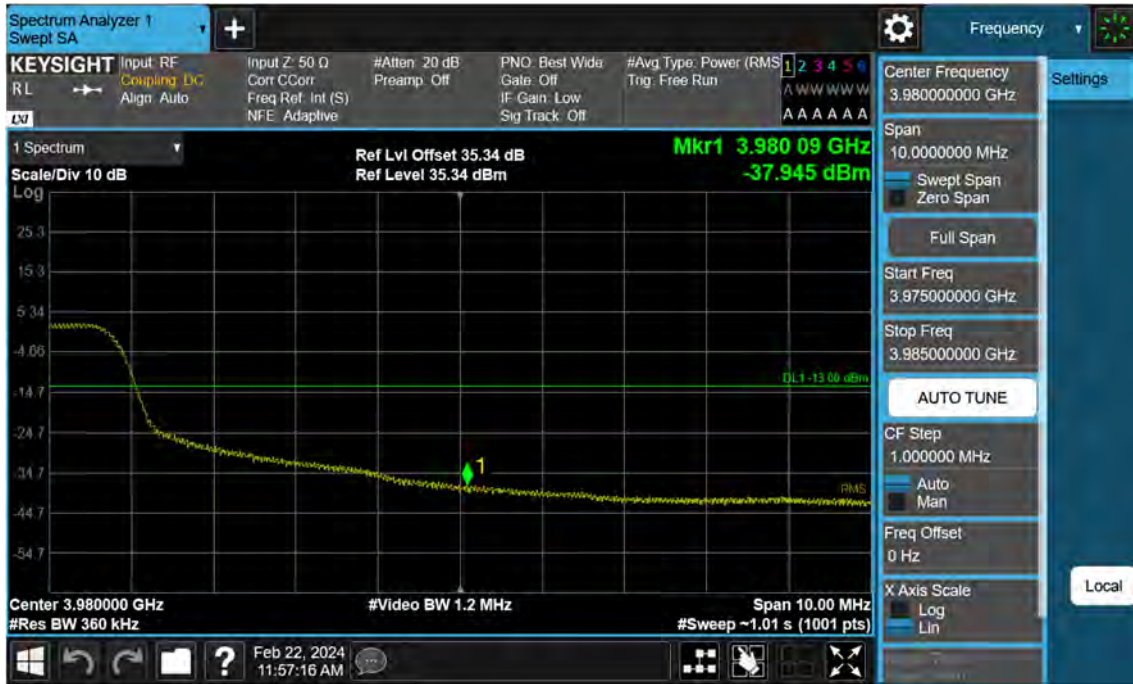 Spectrum Analyzer 1
Swept SA
+
Frequency
KEYSIGHT
RL
LXI
Input: RF
Coupling: DC
Align: Auto
Input Z: 50 Ω
Corr CCorr
Freq Ref: Int (S)
NFE: Adaptive
#Atten: 20 dB
Preamp: Off
PNO: Best Wide
Gate: Off
IF Gain: Low
Sig Track: Off
#Avg Type: Power (RMS
Trig: Free Run
1 2 3 4 5 6
A W W W W W
A A A A A A
1 Spectrum
Scale/Div 10 dB
Ref Lvl Offset 35.34 dB
Ref Level 35.34 dBm
Mkr1 3.980 09 GHz
-37.945 dBm
Log
25.3
15.3
5.34
-4.66
-14.7
-24.7
-34.7
-44.7
-54.7
DL1 -13.00 dBm
1
RMS
Center 3.980000 GHz
#Res BW 360 kHz
#Video BW 1.2 MHz
Span 10.00 MHz
#Sweep ~1.01 s (1001 pts)
?
Feb 22, 2024
11:57:16 AM
Center Frequency
3.980000000 GHz
Span
10.0000000 MHz
Swept Span
Zero Span
Full Span
Start Freq
3.975000000 GHz
Stop Freq
3.985000000 GHz
AUTO TUNE
CF Step
1.000000 MHz
Auto
Man
Freq Offset
0 Hz
X Axis Scale
Log
Lin
Settings
Local